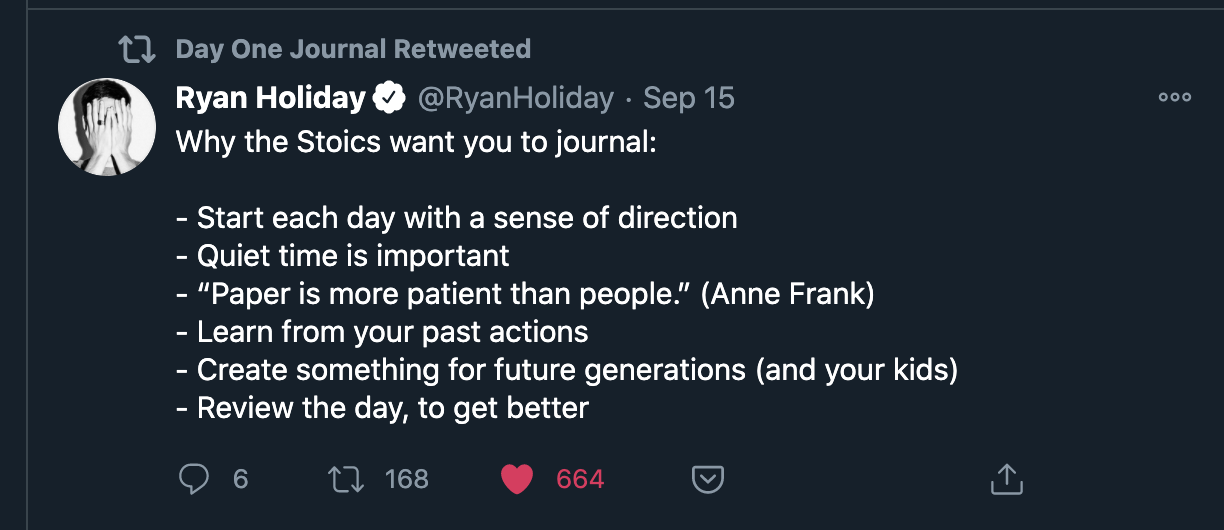 Day One Journal Retweeted
Ryan Holiday @RyanHoliday · Sep 15
Why the Stoics want you to journal:
- Start each day with a sense of direction
- Quiet time is important
- “Paper is more patient than people.” (Anne Frank)
- Learn from your past actions
- Create something for future generations (and your kids)
- Review the day, to get better
6 168 664